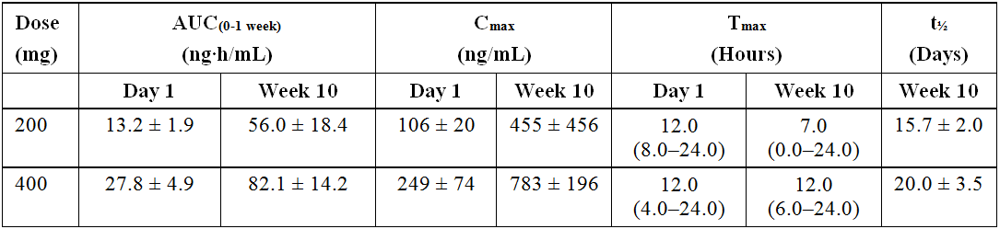 Dose (mg) AUC(0-1 week) (ng·h/mL) Cmax (ng/mL) Tmax (Hours) t½ (Days)
Day 1 Week 10 Day 1 Week 10 Day 1 Week 10 Week 10
200 13.2 ± 1.9 56.0 ± 18.4 106 ± 20 455 ± 456 12.0 (8.0–24.0) 7.0 (0.0–24.0) 15.7 ± 2.0
400 27.8 ± 4.9 82.1 ± 14.2 249 ± 74 783 ± 196 12.0 (4.0–24.0) 12.0 (6.0–24.0) 20.0 ± 3.5